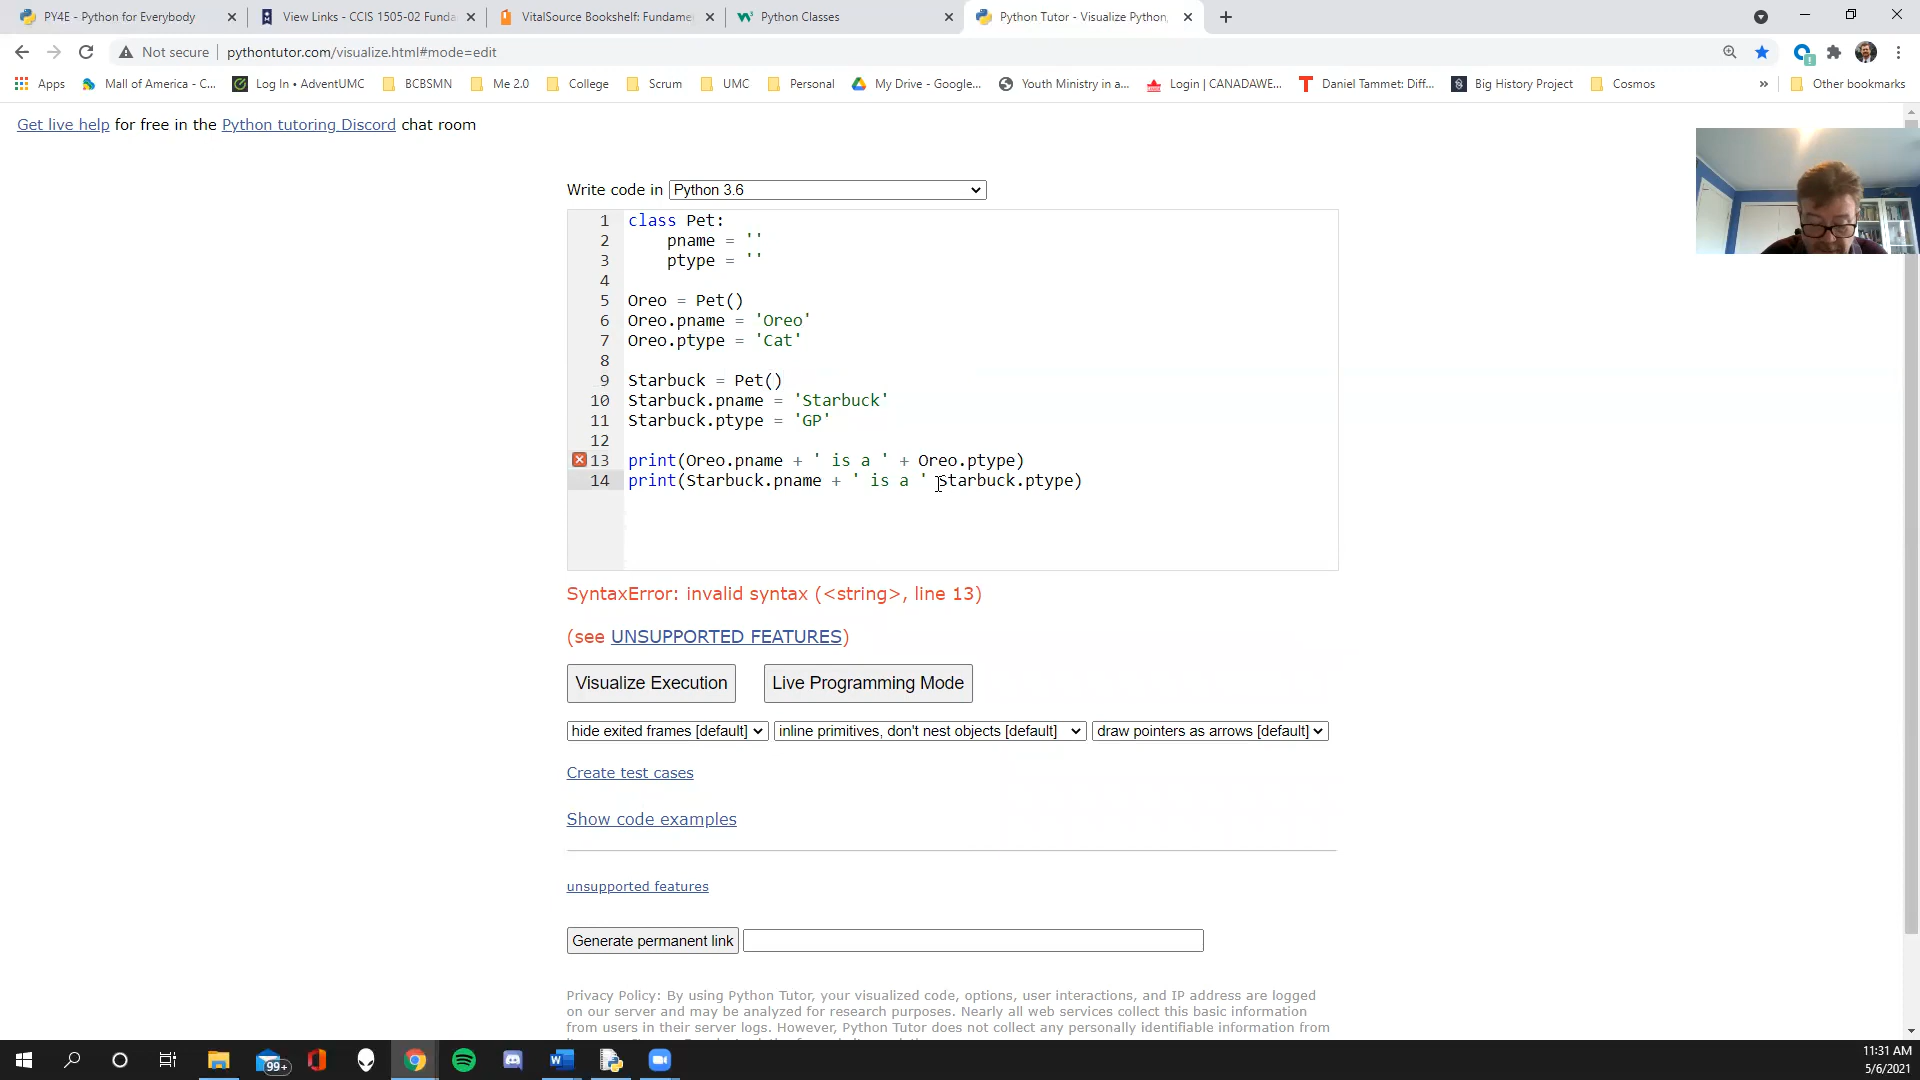 PY4E - Python for Everybody
View Links - CCIS 1505-02 Funda
VitalSource Bookshelf: Fundame
Python Classes
Python Tutor - Visualize Python,
Not secure | pythontutor.com/visualize.html#mode=edit
Apps Mall of America - C... Log In • AdventUMC BCBSMN Me 2.0 College Scrum UMC Personal My Drive - Google... Youth Ministry in a... Login | CANADAWE... Daniel Tammet: Diff... Big History Project Cosmos » Other bookmarks
Get live help for free in the Python tutoring Discord chat room
Write code in Python 3.6
1 class Pet:
2 pname = ''
3 ptype = ''
4
5 Oreo = Pet()
6 Oreo.pname = 'Oreo'
7 Oreo.ptype = 'Cat'
8
9 Starbuck = Pet()
10 Starbuck.pname = 'Starbuck'
11 Starbuck.ptype = 'GP'
12
13 print(Oreo.pname + ' is a ' + Oreo.ptype)
14 print(Starbuck.pname + ' is a ' Starbuck.ptype)
SyntaxError: invalid syntax (<string>, line 13)
(see UNSUPPORTED FEATURES)
Visualize Execution Live Programming Mode
hide exited frames [default] inline primitives, don't nest objects [default] draw pointers as arrows [default]
Create test cases
Show code examples
unsupported features
Generate permanent link
Privacy Policy: By using Python Tutor, your visualized code, options, user interactions, and IP address are logged
on our server and may be analyzed for research purposes. Nearly all web services collect this basic information
from users in their server logs. However, Python Tutor does not collect any personally identifiable information from
99+
11:31 AM
5/6/2021